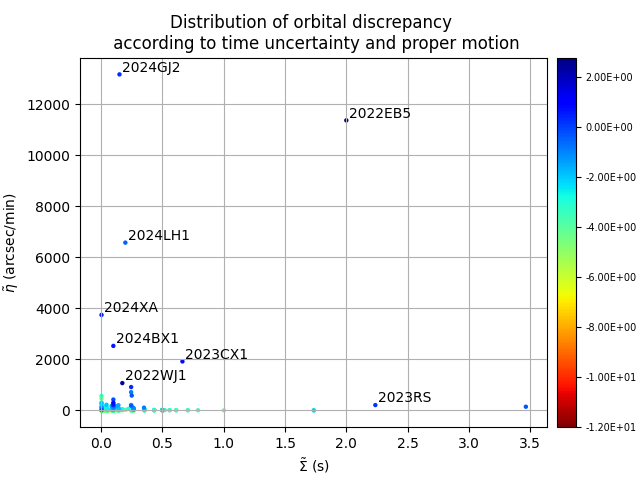 Distribution of orbital discrepancy
according to time uncertainty and proper motion
2024GJ2
2022EB5
2024LH1
2024XA
2024BX1
2023CX1
2022WJ1
2023RS
12000
10000
8000
6000
4000
2000
0
η̃ (arcsec/min)
0.0 0.5 1.0 1.5 2.0 2.5 3.0 3.5
Σ̃ (s)
2.00E+00
0.00E+00
-2.00E+00
-4.00E+00
-6.00E+00
-8.00E+00
-1.00E+01
-1.20E+01